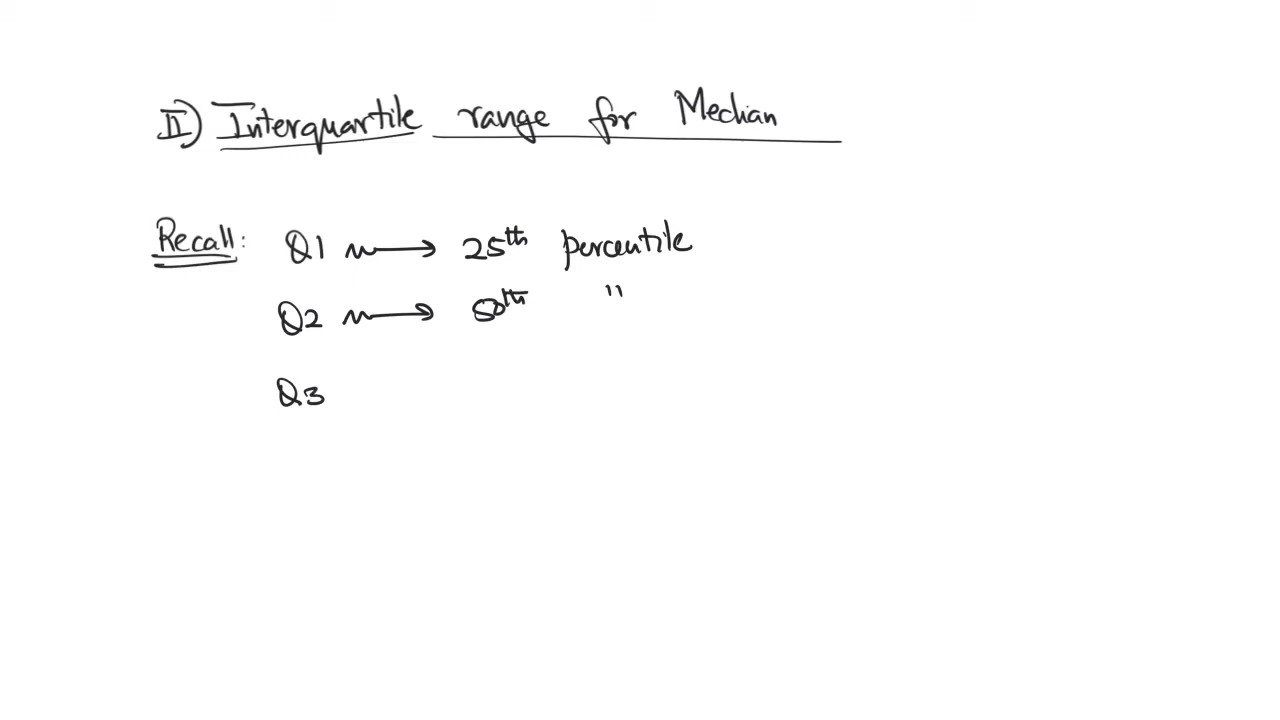 II) Interquartile range for Median
Recall: Q1 → 25th percentile
Q2 → 50th "
Q3